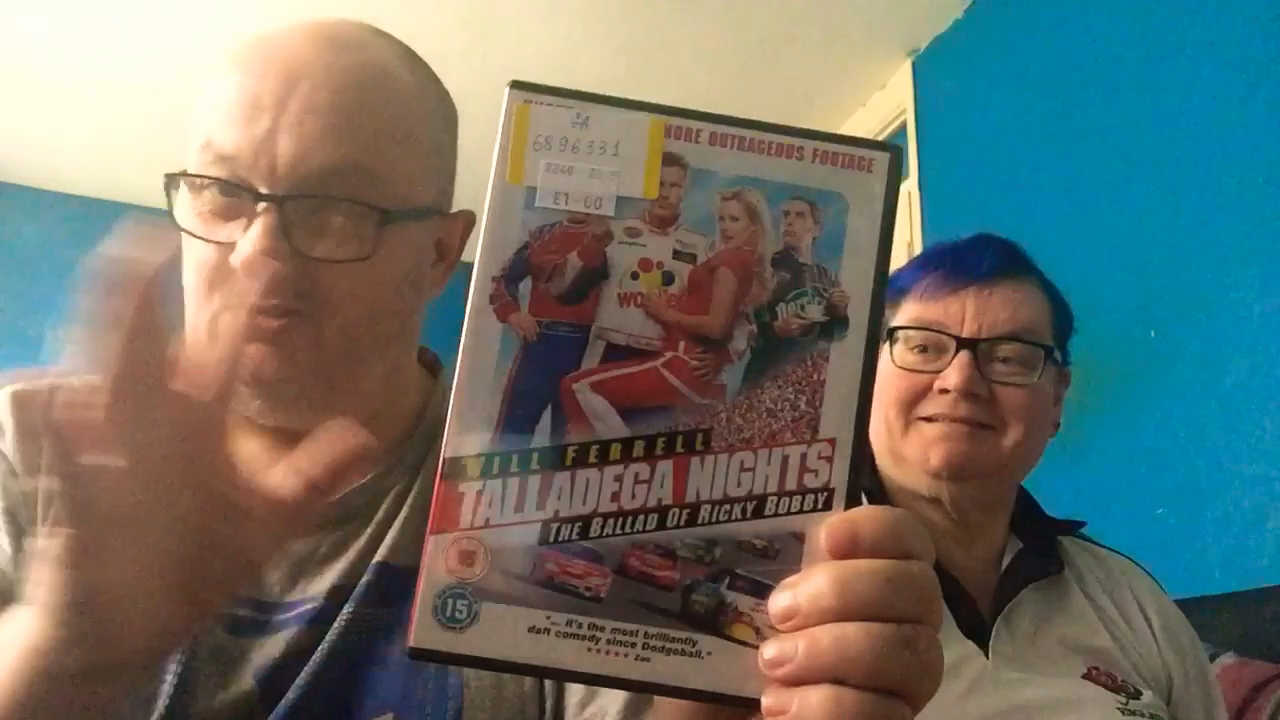 6896331
£1-00
MORE OUTRAGEOUS FOOTAGE
WILL FERRELL
TALLADEGA NIGHTS
THE BALLAD OF RICKY BOBBY
15
15
"... it's the most brilliantly
daft comedy since Dodgeball."
★★★★★ Zoo